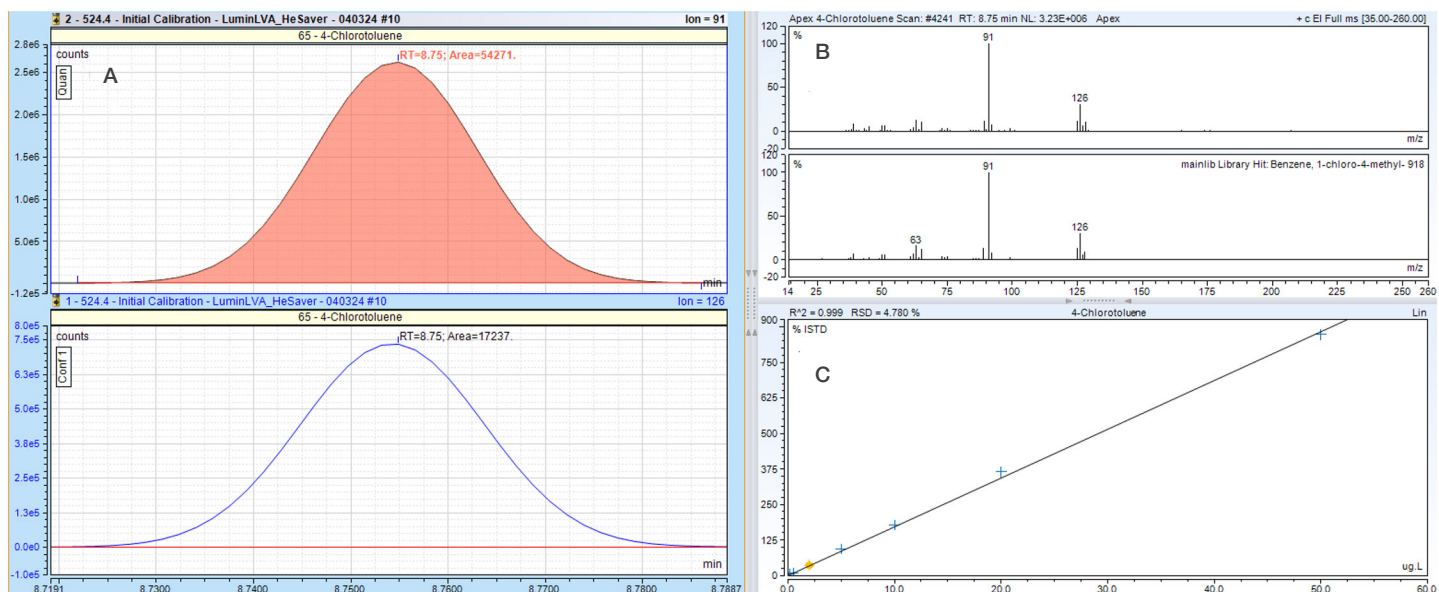 2 - 524.4 - Initial Calibration - LuminLVA_HeSaver - 040324 #10 Ion = 91
65 - 4-Chlorotoluene
counts
Quan
A
RT=8.75; Area=54271.
2.8e6
2.5e6
2.0e6
1.5e6
1.0e6
5.0e5
-1.2e5
min
1 - 524.4 - Initial Calibration - LuminLVA_HeSaver - 040324 #10 Ion = 126
65 - 4-Chlorotoluene
counts
Conf 1
RT=8.75; Area=17237.
8.0e5
7.5e5
6.3e5
5.0e5
3.8e5
2.5e5
1.3e5
0.0e0
-1.0e5
min
8.7191 8.7300 8.7400 8.7500 8.7600 8.7700 8.7800 8.7887
Apex 4-Chlorotoluene Scan: #4241 RT: 8.75 min NL: 3.23E+006 Apex + c EI Full ms [35.00-260.00]
120
%
B
100
50
0
-20
91
126
m/z
120
%
mainlib Library Hit: Benzene, 1-chloro-4-methyl- 918
100
50
0
-20
91
126
63
m/z
14 25 50 75 100 125 150 175 200 225 250 260
R^2 = 0.999 RSD = 4.780 % 4-Chlorotoluene Lin
900
% ISTD
C
750
625
500
375
250
125
0
ug.L
0.0 10.0 20.0 30.0 40.0 50.0 60.0